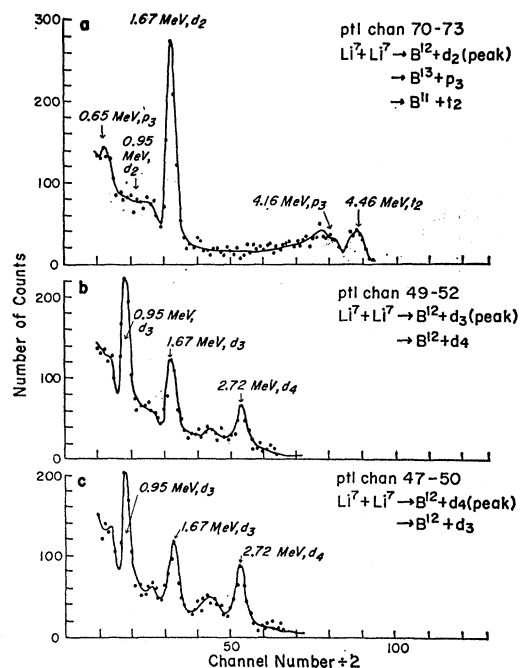 300
200
100
0
a
1.67 MeV, d2
0.65 MeV, p3
0.95
MeV,
d2
4.16 MeV, p3
4.46 MeV, t2
ptl chan 70-73
Li⁷+Li⁷ → B¹²+d2(peak)
→ B¹³+p3
→ B¹¹+t2
Number of Counts
200
100
0
b
0.95 MeV,
d3
1.67 MeV, d3
2.72 MeV, d4
ptl chan 49-52
Li⁷+Li⁷ → B¹²+d3(peak)
→ B¹²+d4
200
100
0
c
0.95 MeV, d3
1.67 MeV, d3
2.72 MeV, d4
ptl chan 47-50
Li⁷+Li⁷ → B¹²+d4(peak)
→ B¹²+d3
50
100
Channel Number ÷ 2